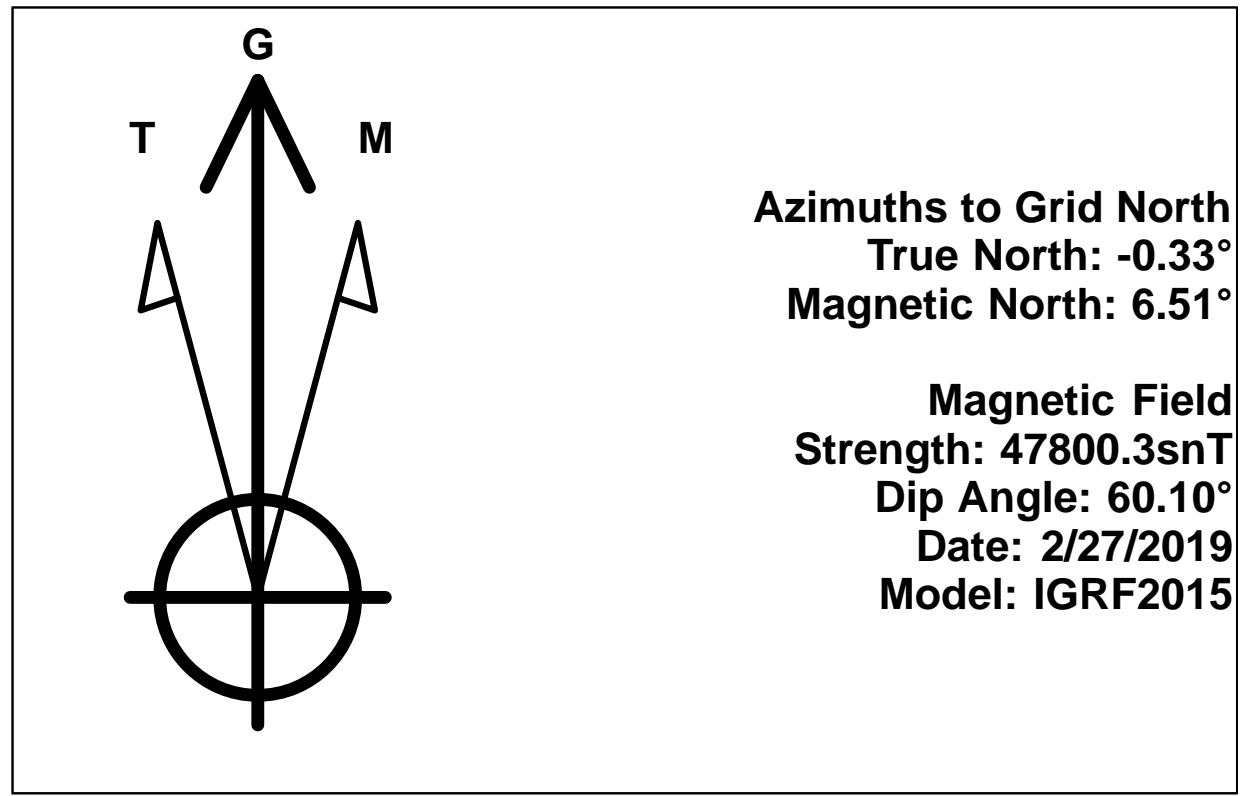 G
T
M
Azimuths to Grid North
True North: -0.33°
Magnetic North: 6.51°
Magnetic Field
Strength: 47800.3snT
Dip Angle: 60.10°
Date: 2/27/2019
Model: IGRF2015